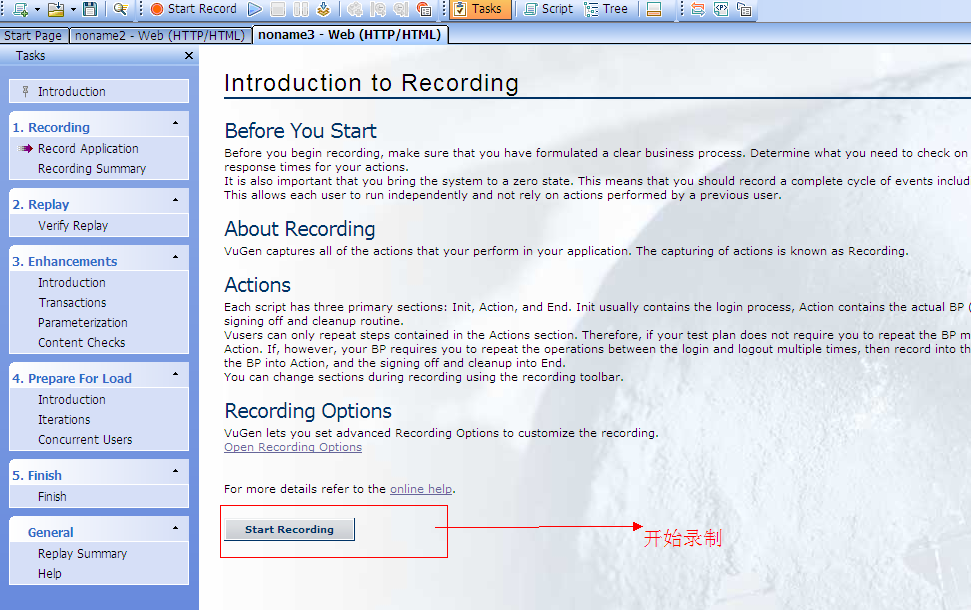 Start Record
Tasks
Script
Tree
Start Page
noname2 - Web (HTTP/HTML)
noname3 - Web (HTTP/HTML)
Tasks
Introduction
1. Recording
Record Application
Recording Summary
2. Replay
Verify Replay
3. Enhancements
Introduction
Transactions
Parameterization
Content Checks
4. Prepare For Load
Introduction
Iterations
Concurrent Users
5. Finish
Finish
General
Replay Summary
Help
Introduction to Recording
Before You Start
Before you begin recording, make sure that you have formulated a clear business process. Determine what you need to check on
response times for your actions.
It is also important that you bring the system to a zero state. This means that you should record a complete cycle of events includ
This allows each user to run independently and not rely on actions performed by a previous user.
About Recording
VuGen captures all of the actions that your perform in your application. The capturing of actions is known as Recording.
Actions
Each script has three primary sections: Init, Action, and End. Init usually contains the login process, Action contains the actual BP (
signing off and cleanup routine.
Vusers can only repeat steps contained in the Actions section. Therefore, if your test plan does not require you to repeat the BP m
Action. If, however, your BP requires you to repeat the operations between the login and logout multiple times, then record into th
the BP into Action, and the signing off and cleanup into End.
You can change sections during recording using the recording toolbar.
Recording Options
VuGen lets you set advanced Recording Options to customize the recording.
Open Recording Options
For more details refer to the online help.
Start Recording
开始录制